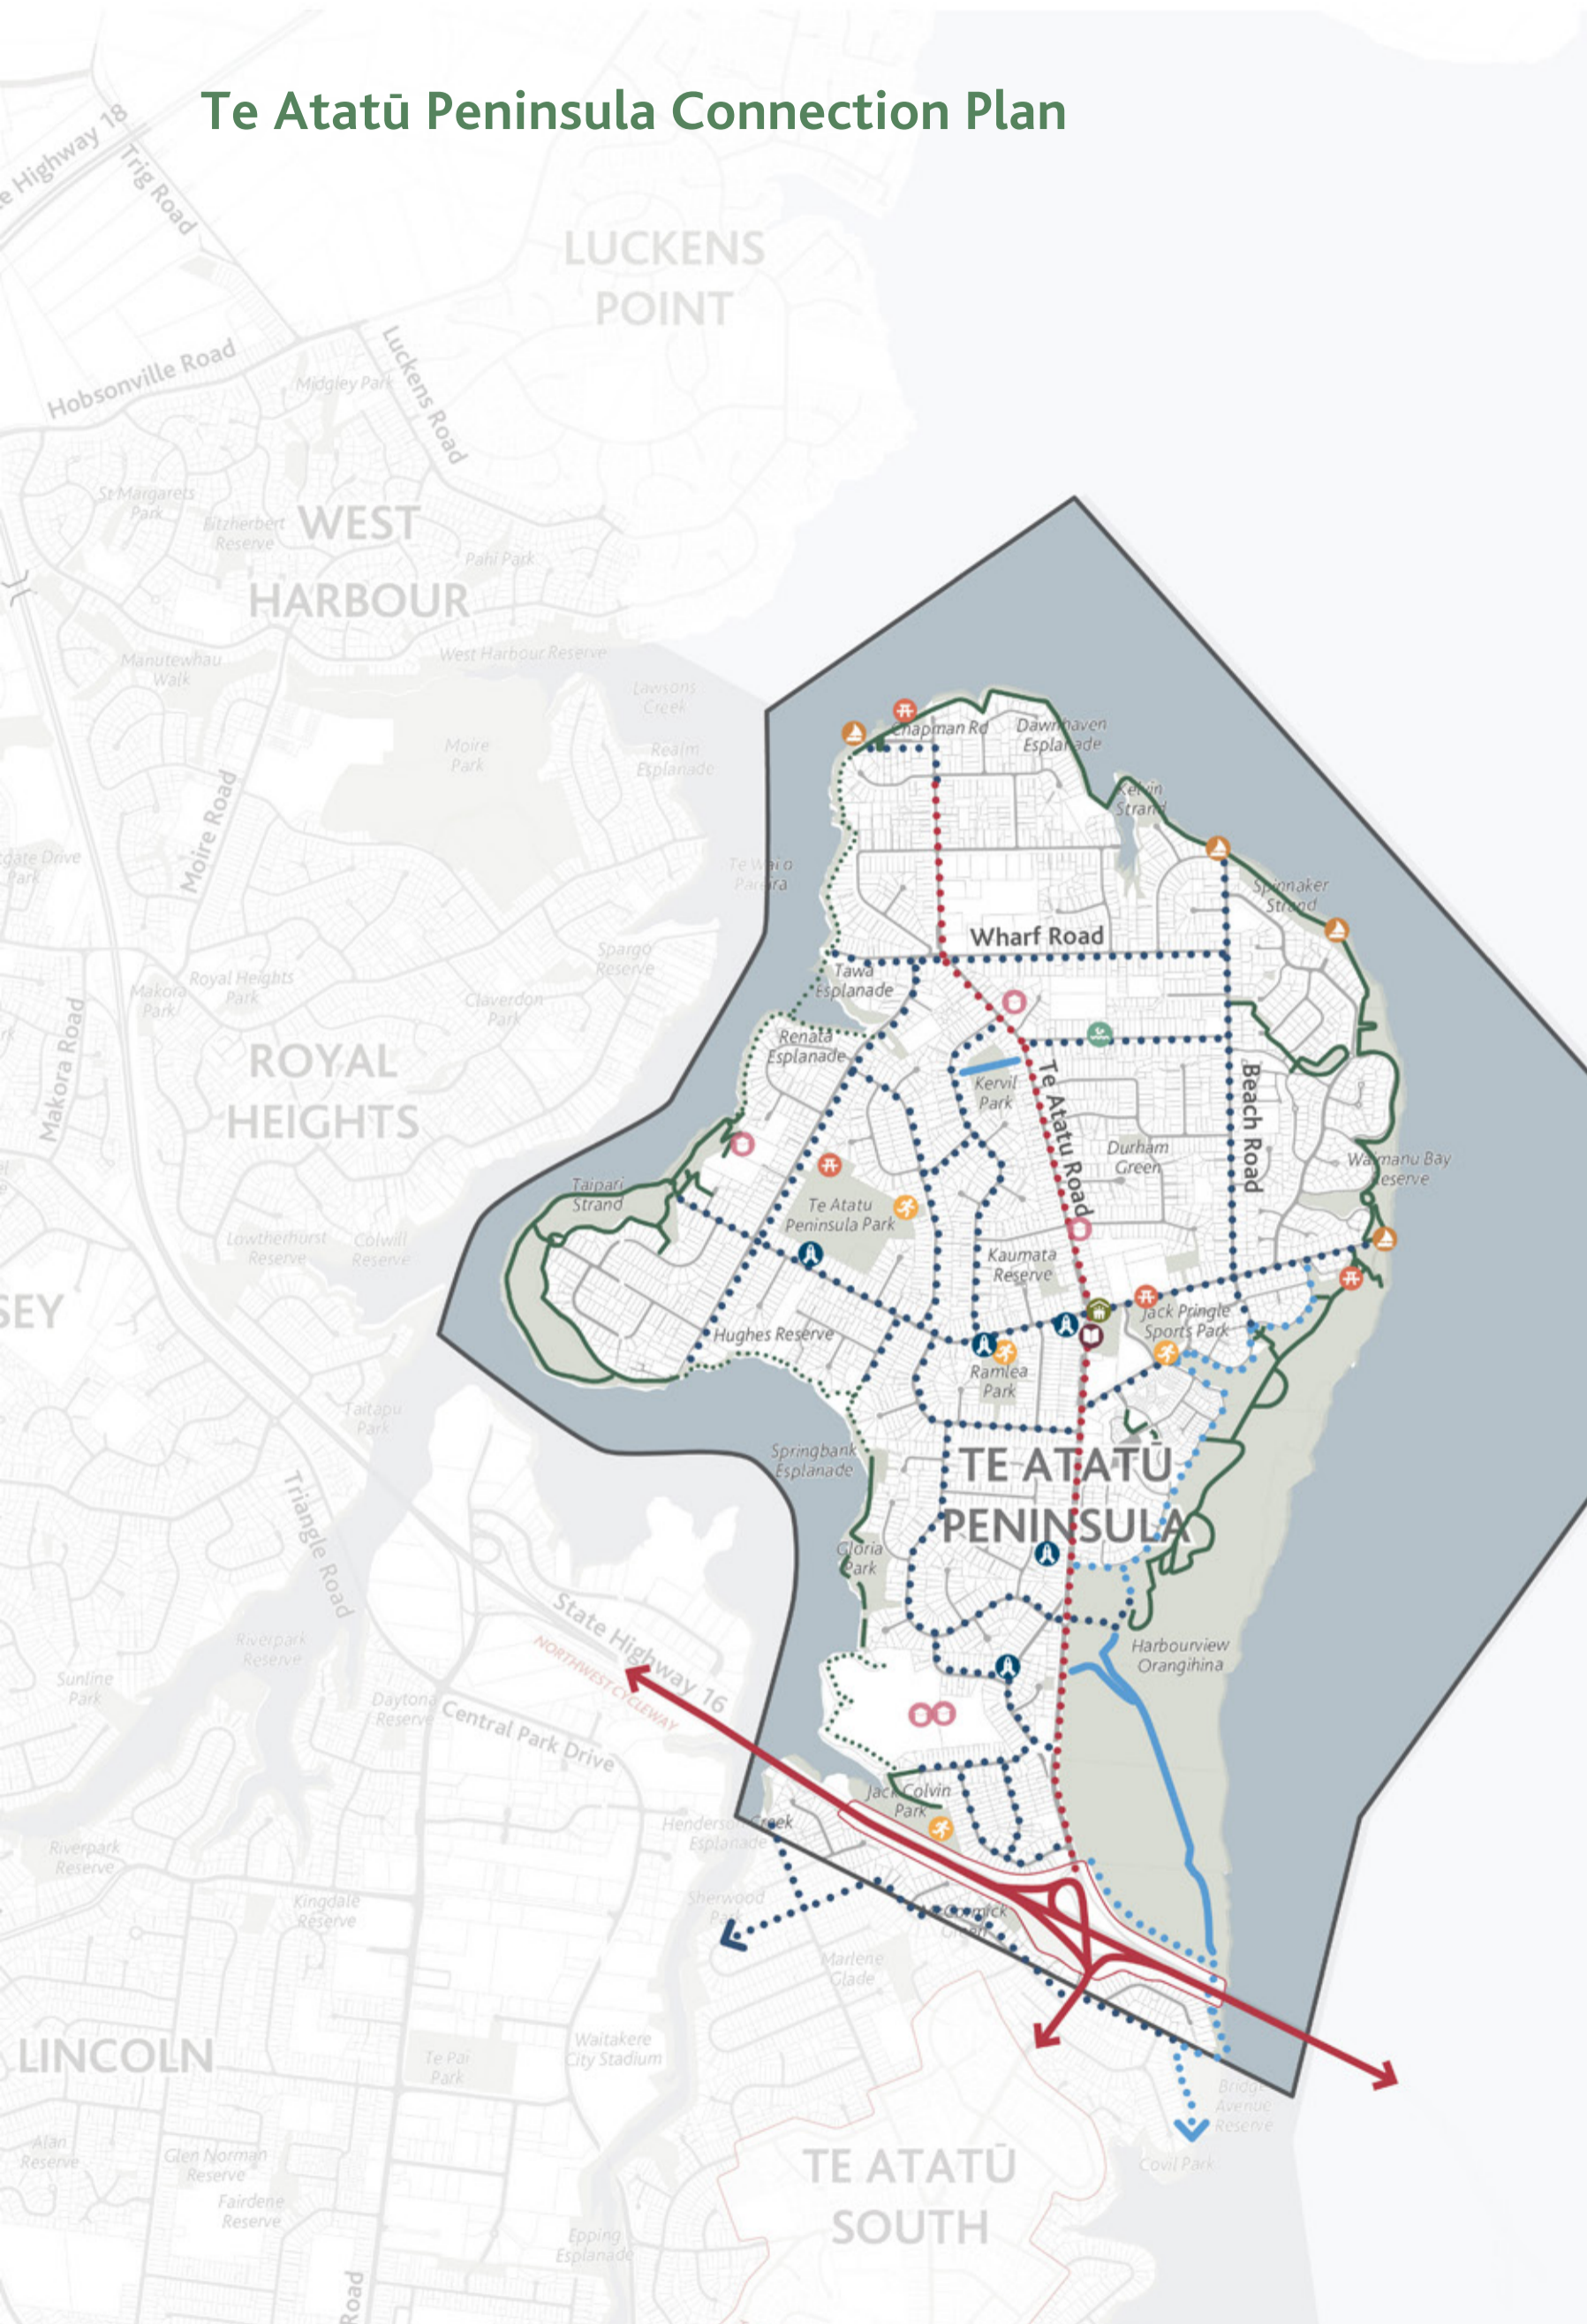 Te Atatū Peninsula Connection Plan
e Highway 18
Trig Road
LUCKENS
POINT
Hobsonville Road
Luckens Road
Midgley Park
St Margarets
Park
Fitzherbert
Reserve
WEST
HARBOUR
Pahi Park
Manutewhau
Walk
West Harbour Reserve
Lawsons
Creek
Moire
Park
Realm
Esplanade
Chapman Rd
Dawnhaven
Esplanade
Kelvin
Strand
Moire Road
Te Wai o
Pareira
Spinnaker
Strand
Wharf Road
Spargo
Reserve
Royal Heights
Park
Makora
Park
Claverdon
Park
Tawa
Esplanade
Makora Road
ROYAL
HEIGHTS
Renata
Esplanade
Kervil
Park
Te Atatu Road
Beach Road
Durham
Green
Waimanu Bay
Reserve
Taipari
Strand
Te Atatu
Peninsula Park
Lowtherhurst
Reserve
Colwill
Reserve
Kaumata
Reserve
SEY
Hughes Reserve
Jack Pringle
Sports Park
Ramlea
Park
Taitapu
Park
Springbank
Esplanade
TE ATATŪ
PENINSULA
Triangle Road
Gloria
Park
State Highway 16
NORTHWEST CYCLEWAY
Riverpark
Reserve
Harbourview
Orangihina
Sunline
Park
Daytona
Reserve
Central Park Drive
Jack Colvin
Park
Henderson Creek
Esplanade
Riverpark
Reserve
Kingdale
Reserve
Sherwood
Park
McCormick
Green
Marlene
Glade
LINCOLN
Te Pai
Park
Waitakere
City Stadium
Bridge
Avenue
Reserve
Alan
Reserve
Glen Norman
Reserve
TE ATATŪ
SOUTH
Covil Park
Fairdene
Reserve
Epping
Esplanade
Road